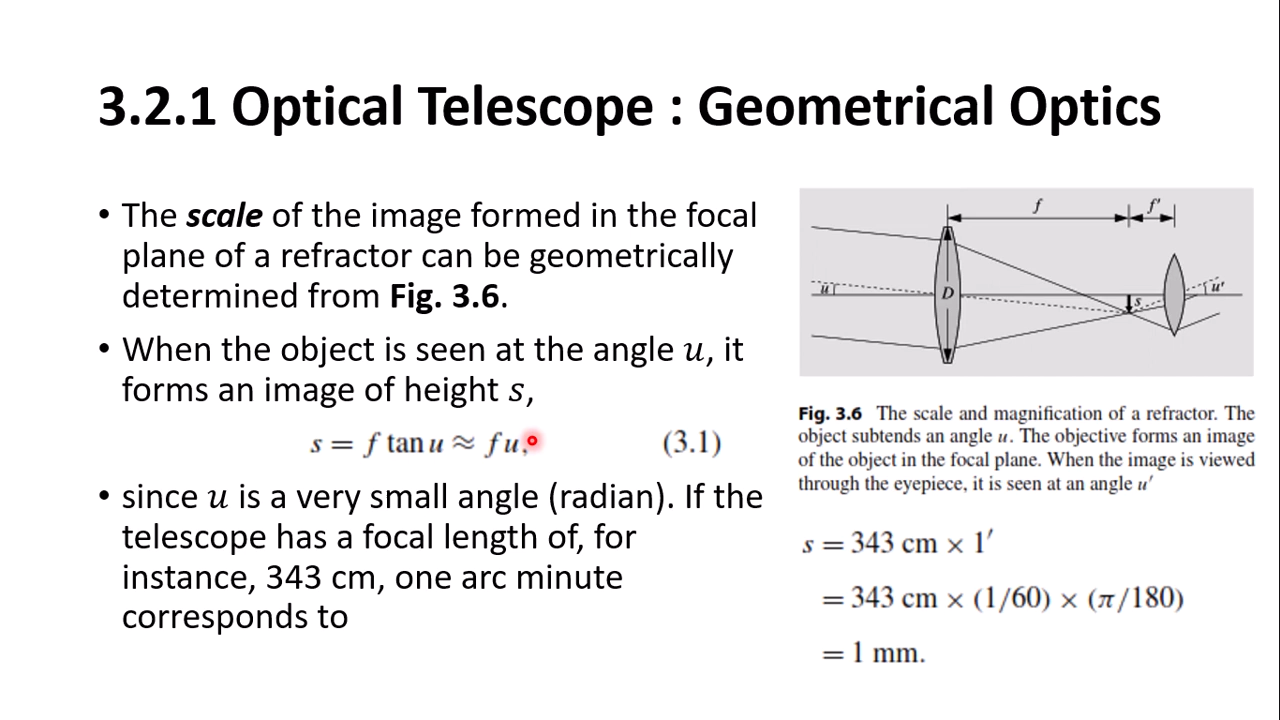 3.2.1 Optical Telescope : Geometrical Optics
• The scale of the image formed in the focal
plane of a refractor can be geometrically
determined from Fig. 3.6.
• When the object is seen at the angle 𝑢, it
forms an image of height 𝑠,
s = f tan u ≈ f u, (3.1)
• since 𝑢 is a very small angle (radian). If the
telescope has a focal length of, for
instance, 343 cm, one arc minute
corresponds to
f f′
u D s u′
Fig. 3.6 The scale and magnification of a refractor. The
object subtends an angle u. The objective forms an image
of the object in the focal plane. When the image is viewed
through the eyepiece, it is seen at an angle u′
s = 343 cm × 1′
= 343 cm × (1/60) × (π/180)
= 1 mm.